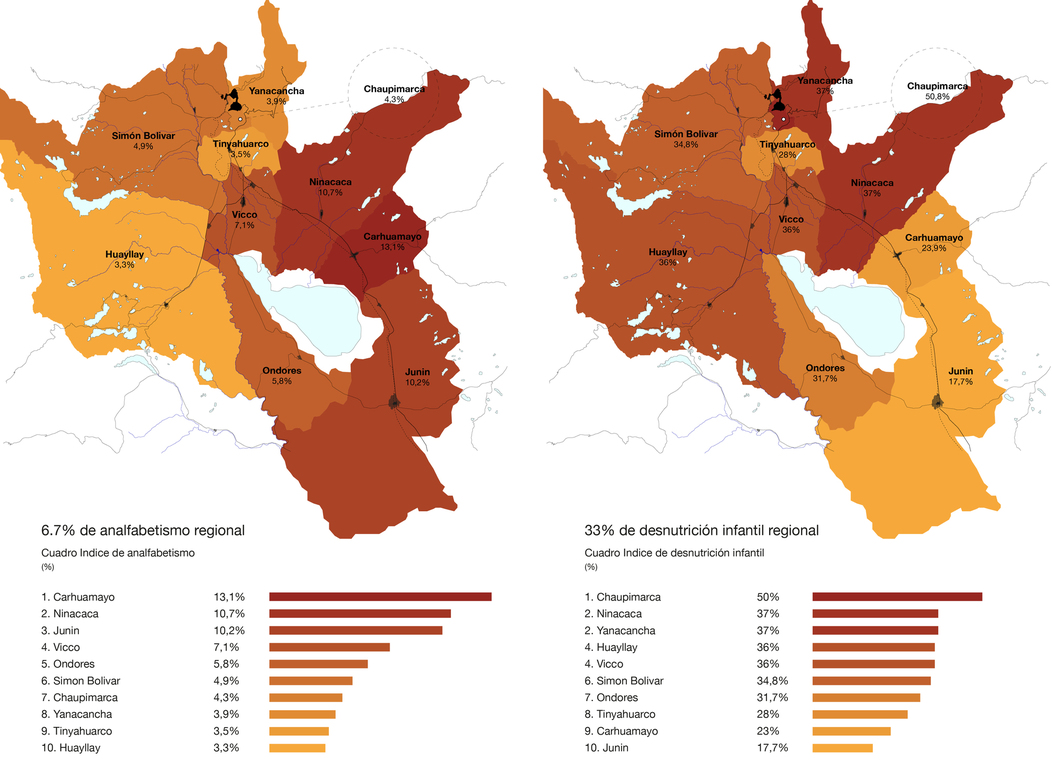 Yanacancha
3,9%
Chaupimarca
4,3%
Simón Bolivar
4,9%
Tinyahuarco
3,5%
Ninacaca
10,7%
Vicco
7,1%
Carhuamayo
13,1%
Huayllay
3,3%
Ondores
5,8%
Junin
10,2%
6.7% de analfabetismo regional
Cuadro Indice de analfabetismo
(%)
1. Carhuamayo 13,1%
2. Ninacaca 10,7%
3. Junin 10,2%
4. Vicco 7,1%
5. Ondores 5,8%
6. Simon Bolivar 4,9%
7. Chaupimarca 4,3%
8. Yanacancha 3,9%
9. Tinyahuarco 3,5%
10. Huayllay 3,3%
Yanacancha
37%
Chaupimarca
50,8%
Simón Bolivar
34,8%
Tinyahuarco
28%
Ninacaca
37%
Vicco
36%
Carhuamayo
23,9%
Huayllay
36%
Ondores
31,7%
Junin
17,7%
33% de desnutrición infantil regional
Cuadro Indice de desnutrición infantil
(%)
1. Chaupimarca 50%
2. Ninacaca 37%
2. Yanacancha 37%
4. Huayllay 36%
4. Vicco 36%
6. Simon Bolivar 34,8%
7. Ondores 31,7%
8. Tinyahuarco 28%
9. Carhuamayo 23%
10. Junin 17,7%